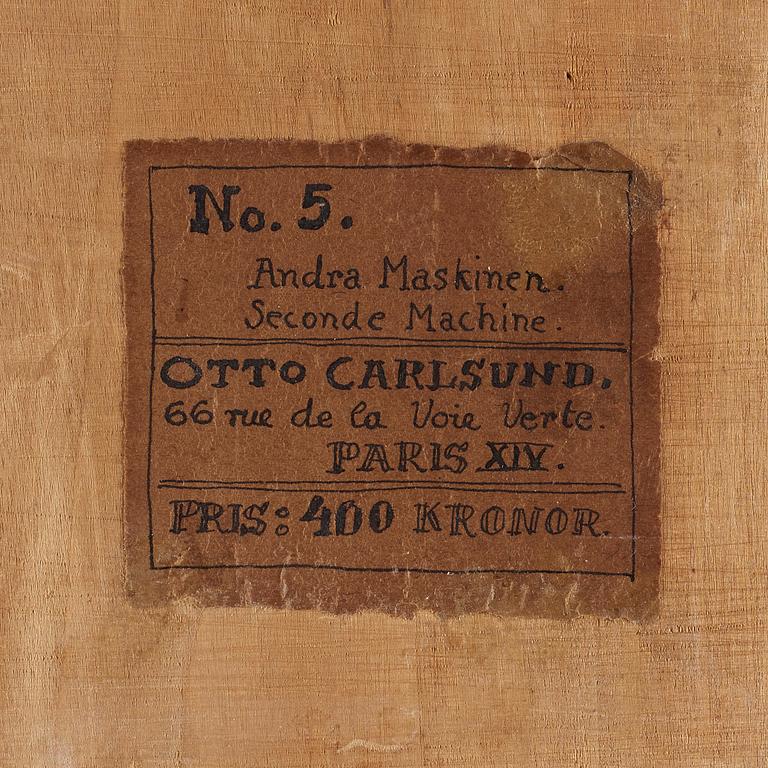 No. 5.
Andra Maskinen.
Seconde Machine.
OTTO CARLSUND.
66 rue de la Voie Verte.
PARIS XIV.
PRIS: 400 KRONOR.